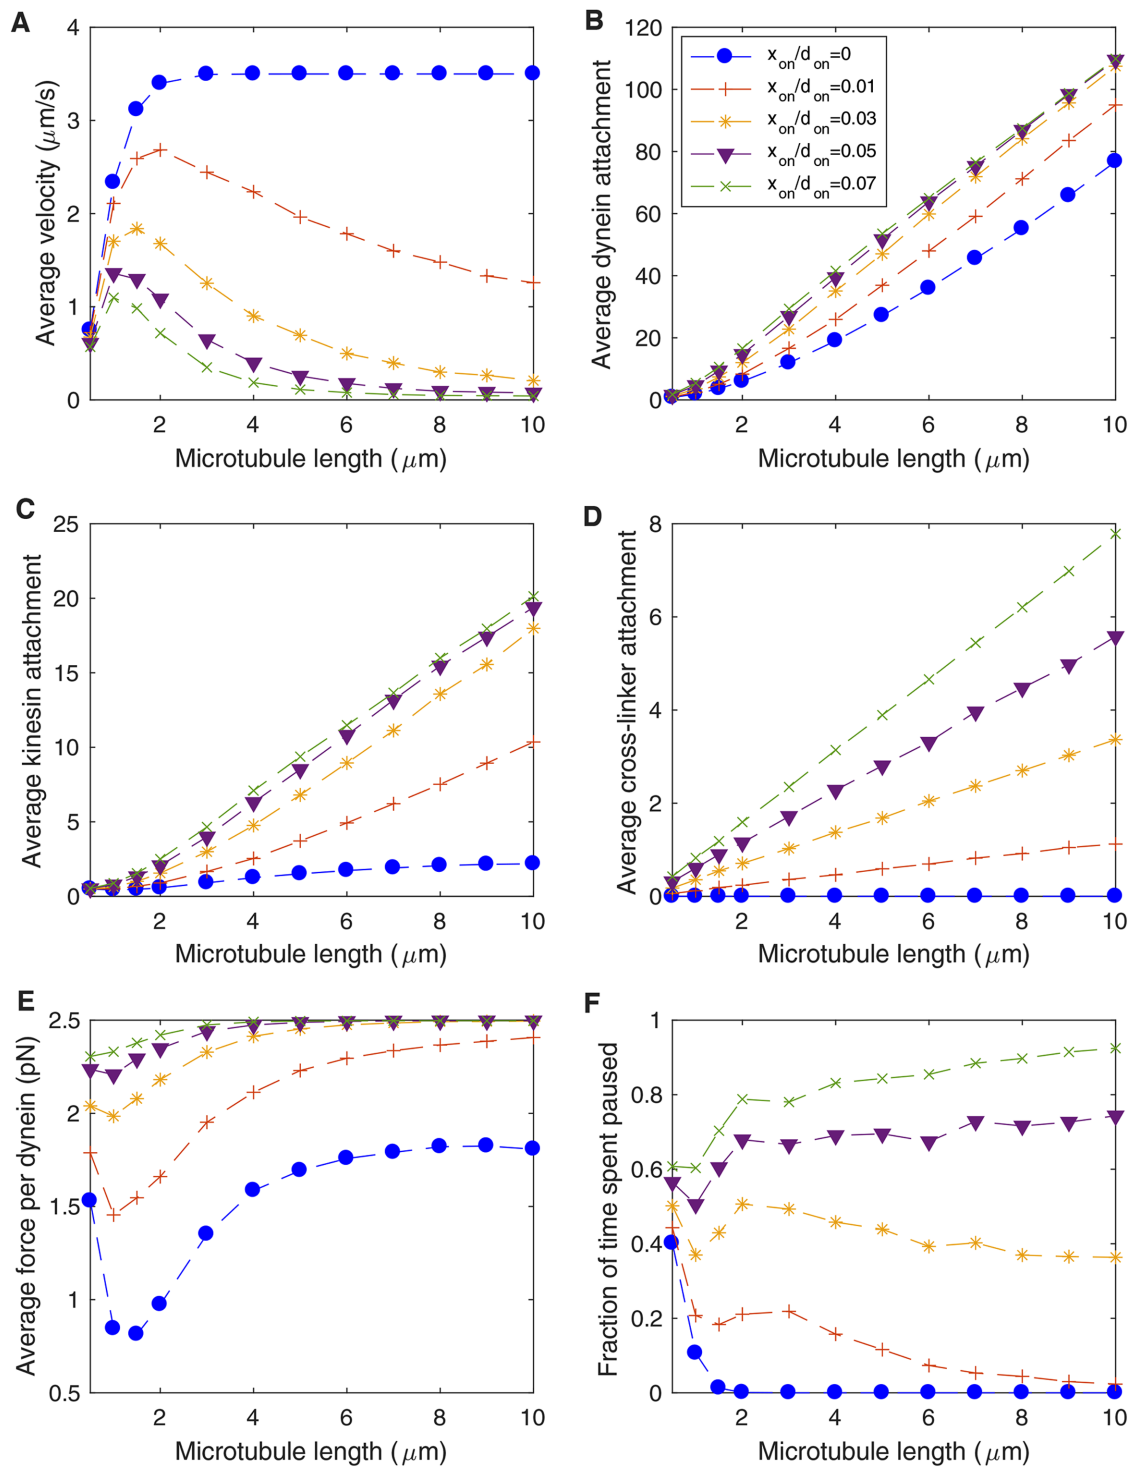 A
4
3
2
1
0
Average velocity (μm/s)
2 4 6 8 10
Microtubule length (μm)
B
120
100
80
60
40
20
0
Average dynein attachment
x_on/d_on=0
x_on/d_on=0.01
x_on/d_on=0.03
x_on/d_on=0.05
x_on/d_on=0.07
2 4 6 8 10
Microtubule length (μm)
C
25
20
15
10
5
0
Average kinesin attachment
2 4 6 8 10
Microtubule length (μm)
D
8
6
4
2
0
Average cross-linker attachment
2 4 6 8 10
Microtubule length (μm)
E
2.5
2
1.5
1
0.5
Average force per dynein (pN)
2 4 6 8 10
Microtubule length (μm)
F
1
0.8
0.6
0.4
0.2
0
Fraction of time spent paused
2 4 6 8 10
Microtubule length (μm)